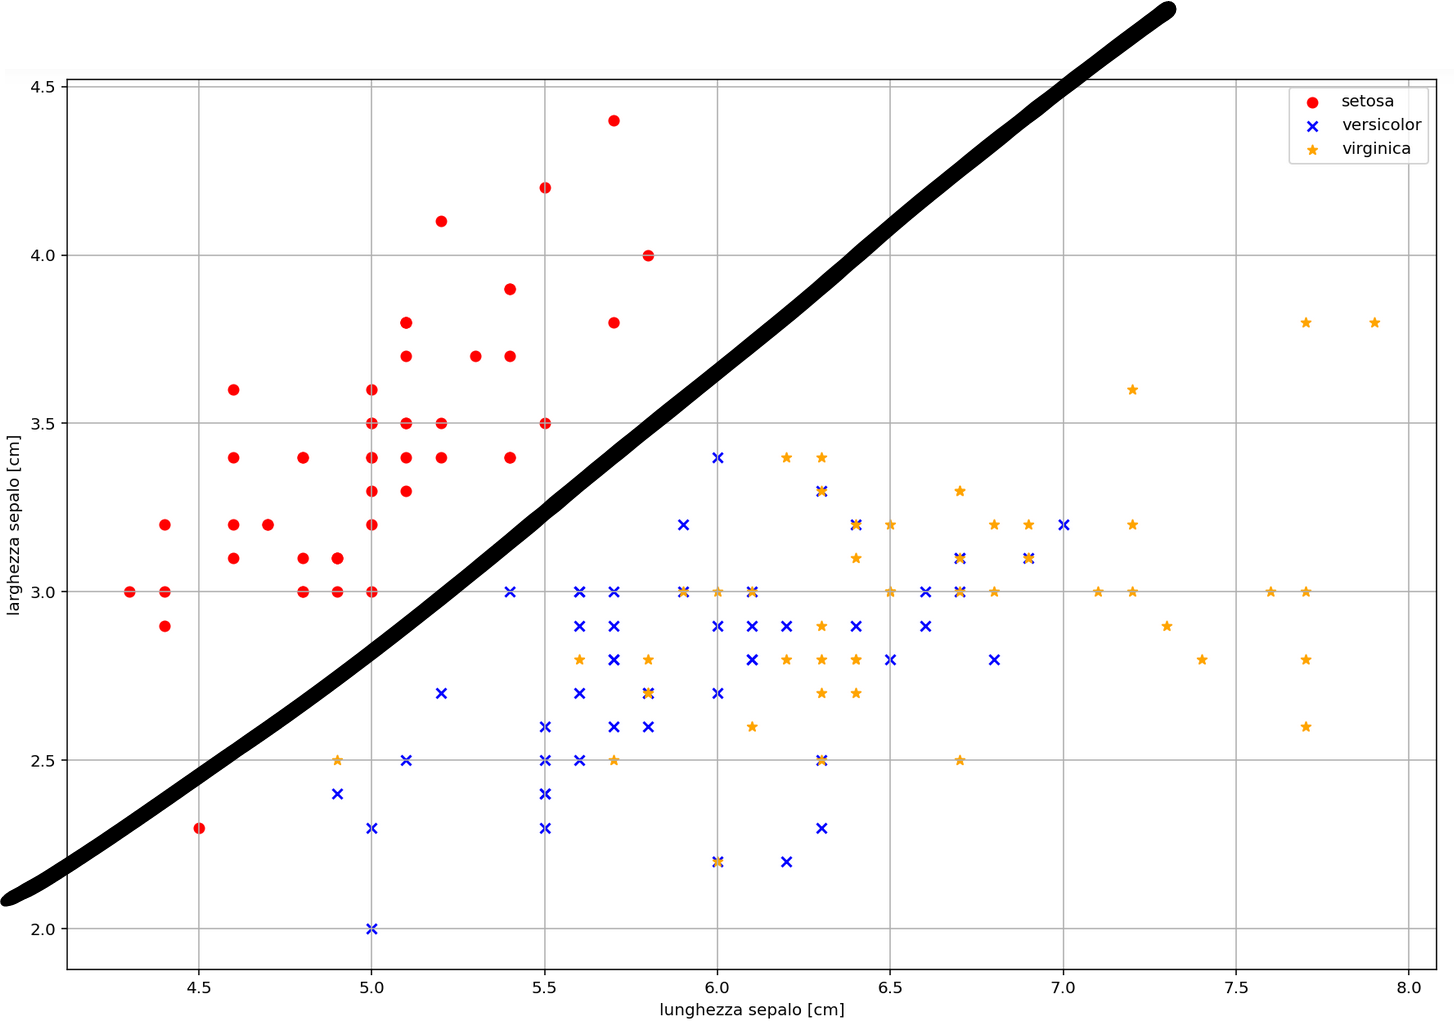 setosa
versicolor
virginica
4.5
4.0
3.5
3.0
2.5
2.0
larghezza sepalo [cm]
4.5 5.0 5.5 6.0 6.5 7.0 7.5 8.0
lunghezza sepalo [cm]